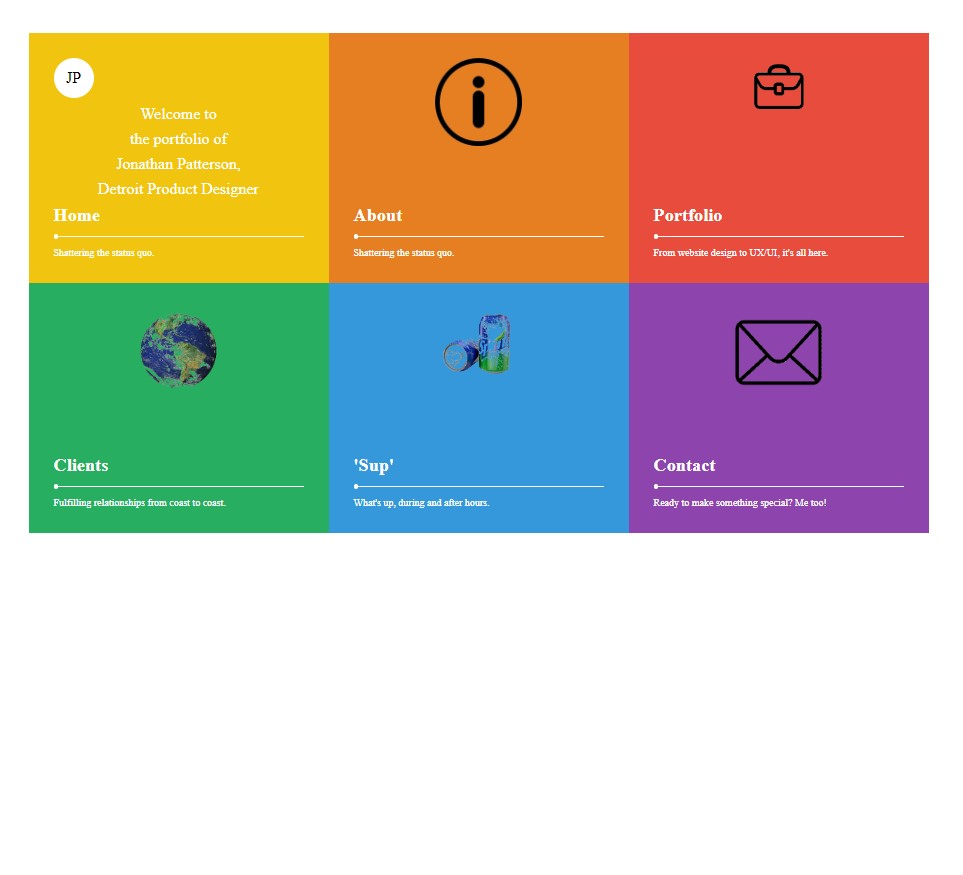 JP
Welcome to
the portfolio of
Jonathan Patterson,
Detroit Product Designer
Home
Shattering the status quo.
About
Shattering the status quo.
Portfolio
From website design to UX/UI, it's all here.
Clients
Fulfilling relationships from coast to coast.
'Sup'
What's up, during and after hours.
Contact
Ready to make something special? Me too!